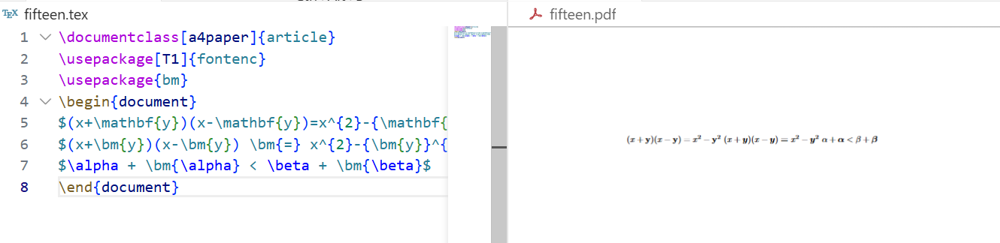 TEX fifteen.tex
1 \documentclass[a4paper]{article}
2 \usepackage[T1]{fontenc}
3 \usepackage{bm}
4 \begin{document}
5 $(x+\mathbf{y})(x-\mathbf{y})=x^{2}-{\mathbf{
6 $(x+\bm{y})(x-\bm{y}) \bm{=} x^{2}-{\bm{y}}^{
7 $\alpha + \bm{\alpha} < \beta + \bm{\beta}$
8 \end{document}
fifteen.pdf
(x + y)(x − y) = x² − y² (x + y)(x − y) = x² − y² α + α < β + β